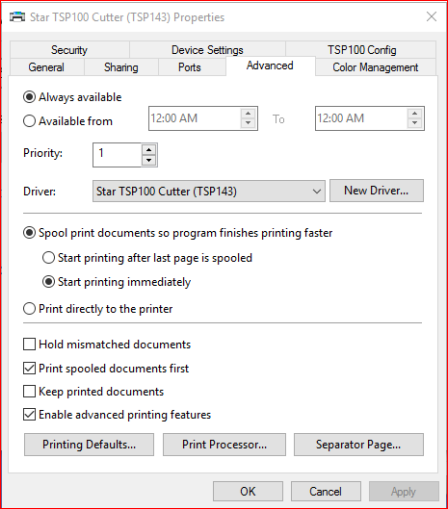 Star TSP100 Cutter (TSP143) Properties
Security Device Settings TSP100 Config
General Sharing Ports Advanced Color Management
Always available
Available from 12:00 AM To 12:00 AM
Priority: 1
Driver: Star TSP100 Cutter (TSP143) New Driver...
Spool print documents so program finishes printing faster
Start printing after last page is spooled
Start printing immediately
Print directly to the printer
Hold mismatched documents
Print spooled documents first
Keep printed documents
Enable advanced printing features
Printing Defaults... Print Processor... Separator Page...
OK Cancel Apply